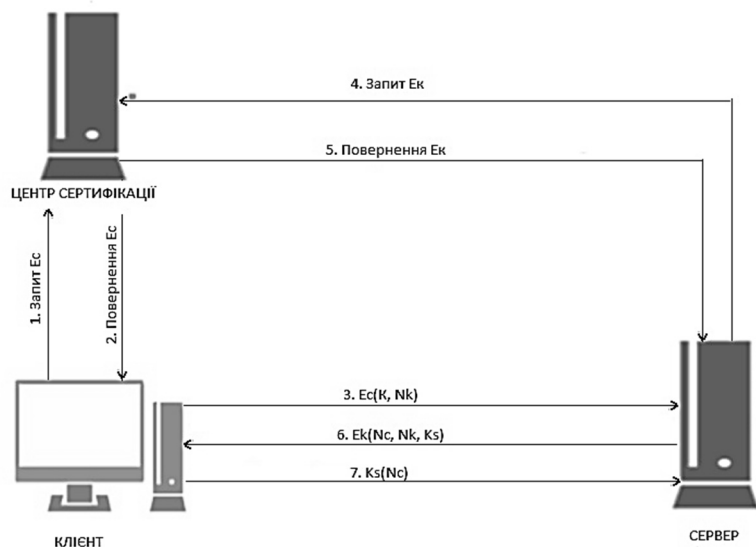 4. Запит Ек
5. Повернення Ек
ЦЕНТР СЕРТИФІКАЦІЇ
1. Запит Ес
2. Повернення Ес
3. Ec(К, Nk)
6. Ek(Nc, Nk, Ks)
7. Ks(Nc)
КЛІЄНТ
СЕРВЕР